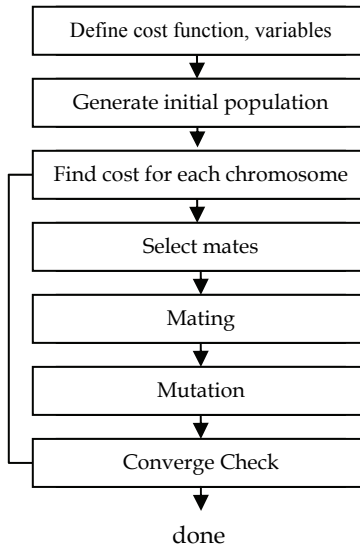 Define cost function, variables
Generate initial population
Find cost for each chromosome
Select mates
Mating
Mutation
Converge Check
done